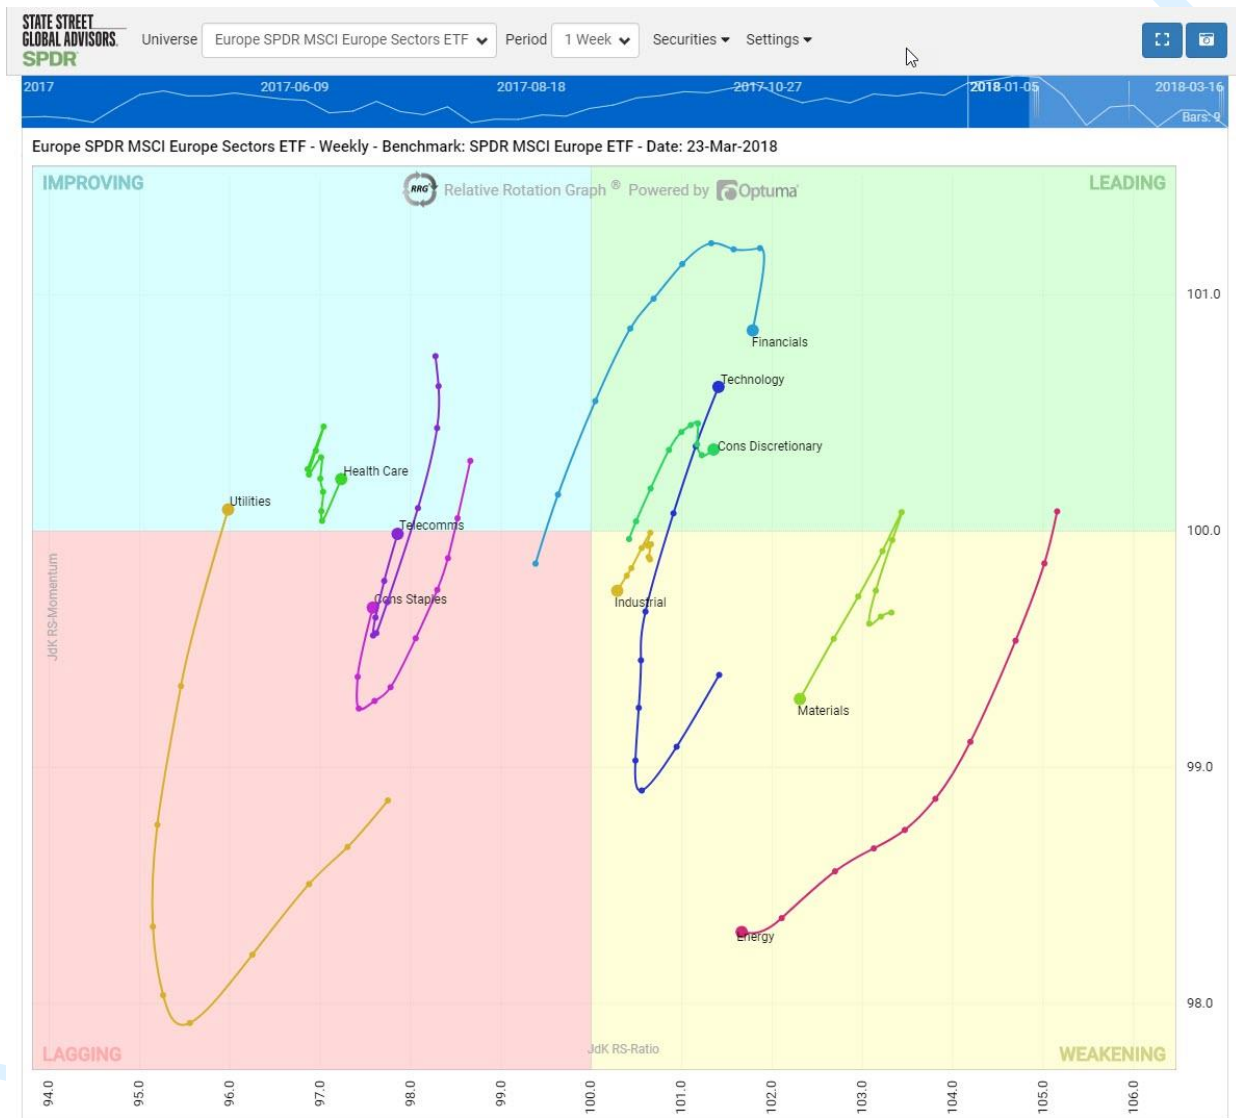 STATE STREET
GLOBAL ADVISORS.
SPDR
Universe Europe SPDR MSCI Europe Sectors ETF Period 1 Week Securities Settings
2017 2017-06-09 2017-08-18 2017-10-27 2018-01-05 2018-03-16
Bars: 9
Europe SPDR MSCI Europe Sectors ETF - Weekly - Benchmark: SPDR MSCI Europe ETF - Date: 23-Mar-2018
IMPROVING
LEADING
RRG Relative Rotation Graph ® Powered by Optuma
101.0
Financials
Technology
Cons Discretionary
Health Care
Utilities
Telecomms
100.0
JdK RS-Momentum
Cons Staples
Industrial
Materials
99.0
Energy
98.0
JdK RS-Ratio
LAGGING
WEAKENING
94.0 95.0 96.0 97.0 98.0 99.0 100.0 101.0 102.0 103.0 104.0 105.0 106.0